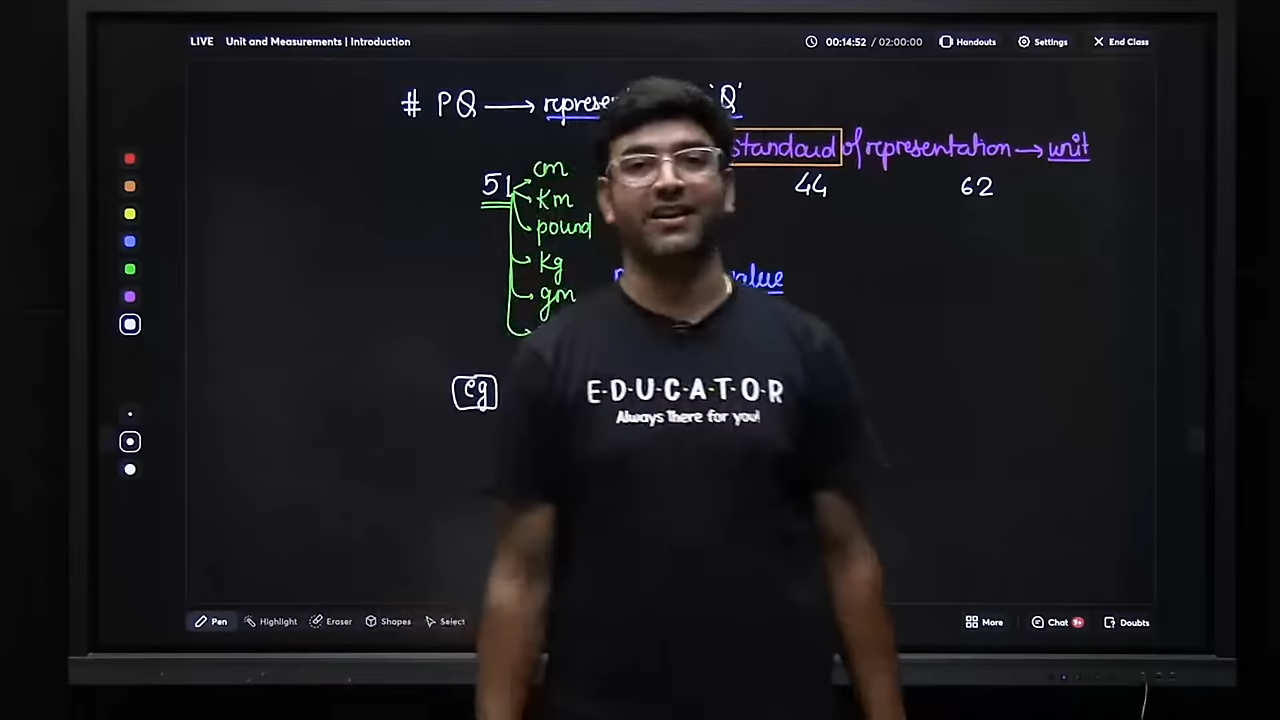 LIVE Unit and Measurements | Introduction
00:14:52 / 02:00:00 Handouts Settings End Class
# PQ → 'Q'
standard of representation → unit
51 44 62
cm
Km
pound
Kg
gm
eg
E·D·U·C·A·T·O·R
Always There for you!
Pen Highlight Eraser Shapes Select More Chat 9+ Doubts